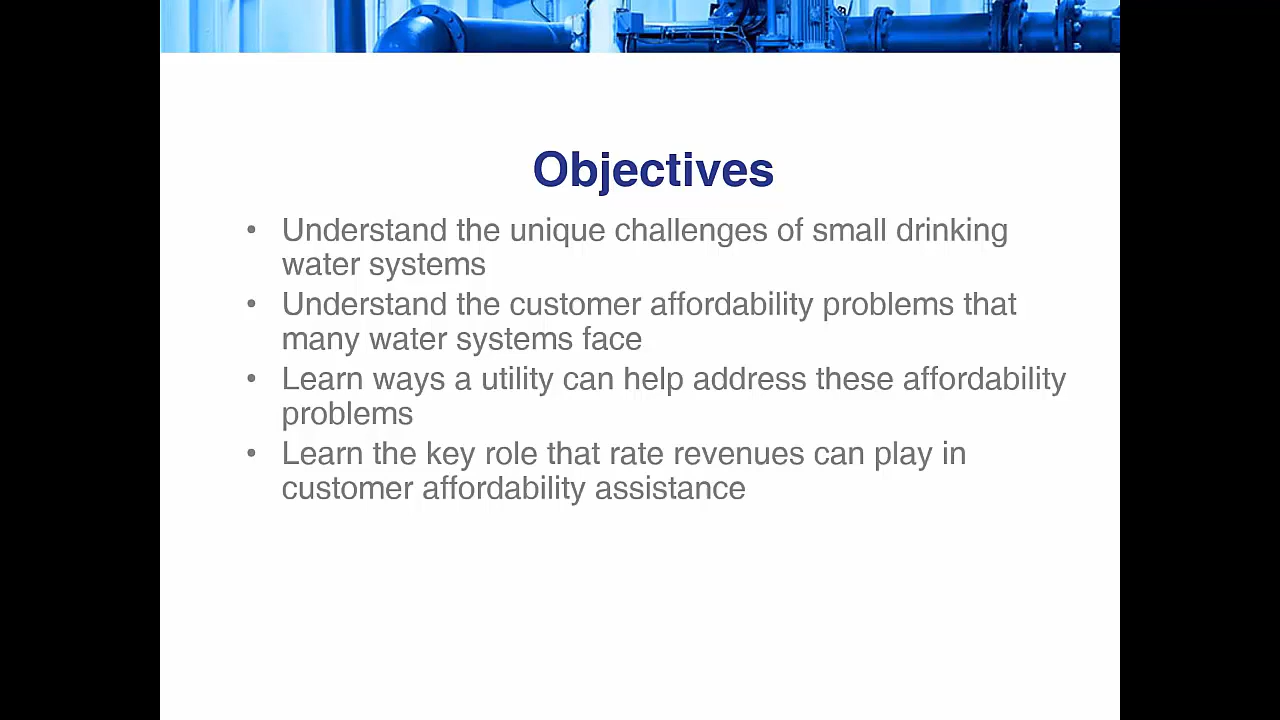 Objectives
• Understand the unique challenges of small drinking
water systems
• Understand the customer affordability problems that
many water systems face
• Learn ways a utility can help address these affordability
problems
• Learn the key role that rate revenues can play in
customer affordability assistance